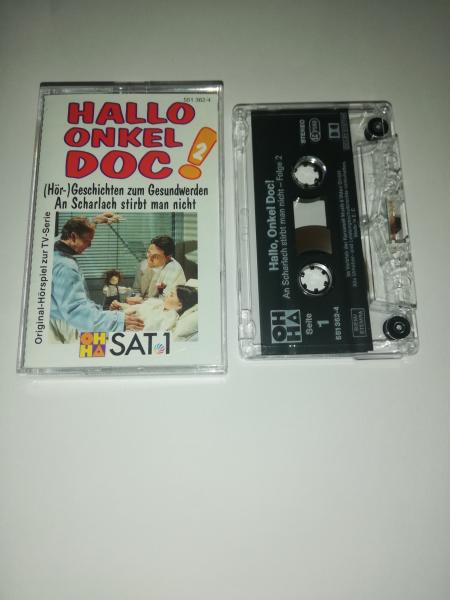 551 363-4
HALLO
ONKEL
DOC!
2
(Hör-)Geschichten zum Gesundwerden
An Scharlach stirbt man nicht
Original-Hörspiel zur TV-Serie
OH
HA
SAT.1
STEREO
Hallo, Onkel Doc!
An Scharlach stirbt man nicht – Folge 2
OH
HA
Seite
1
551 363-4